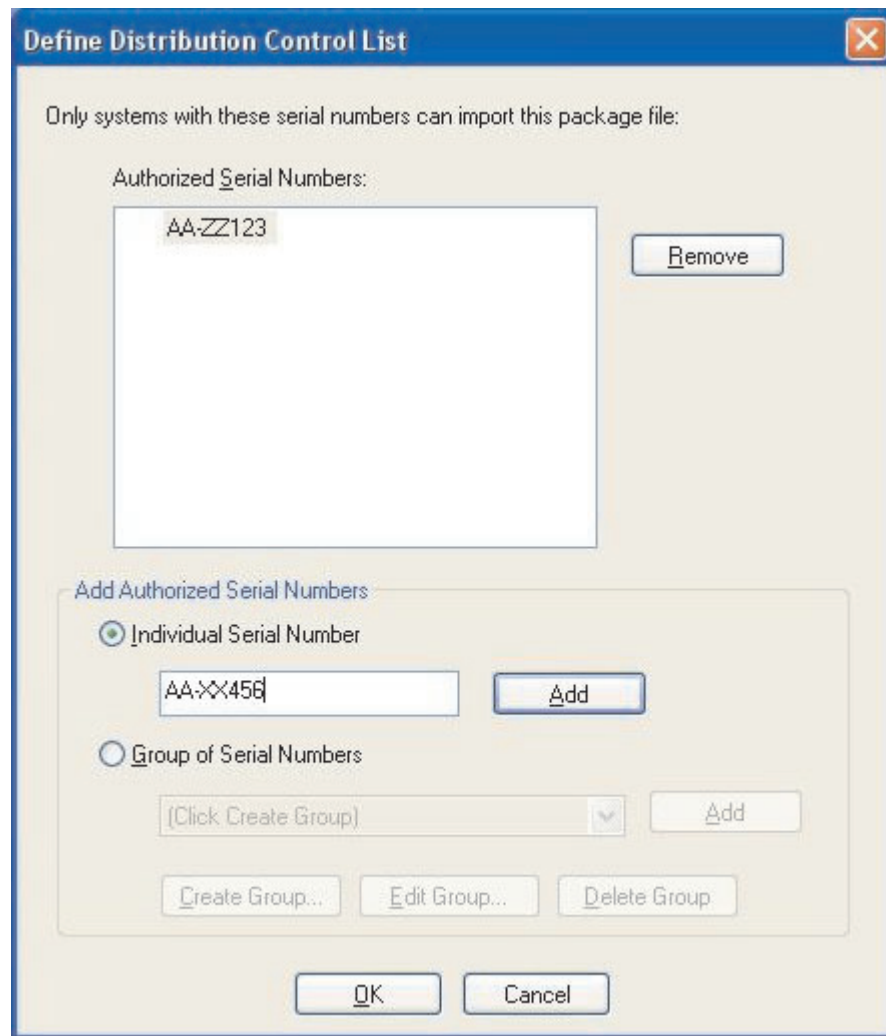 Define Distribution Control List
Only systems with these serial numbers can import this package file:
Authorized Serial Numbers:
AA-ZZ123
Remove
Add Authorized Serial Numbers
Individual Serial Number
AA-XX456
Add
Group of Serial Numbers
(Click Create Group)
Add
Create Group...
Edit Group...
Delete Group
OK
Cancel